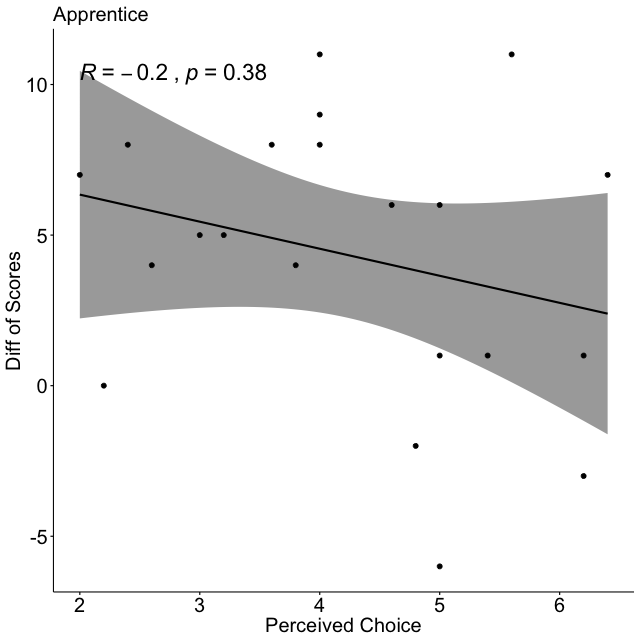 Apprentice
R = −0.2 , p = 0.38
10
5
0
-5
Diff of Scores
2 3 4 5 6
Perceived Choice